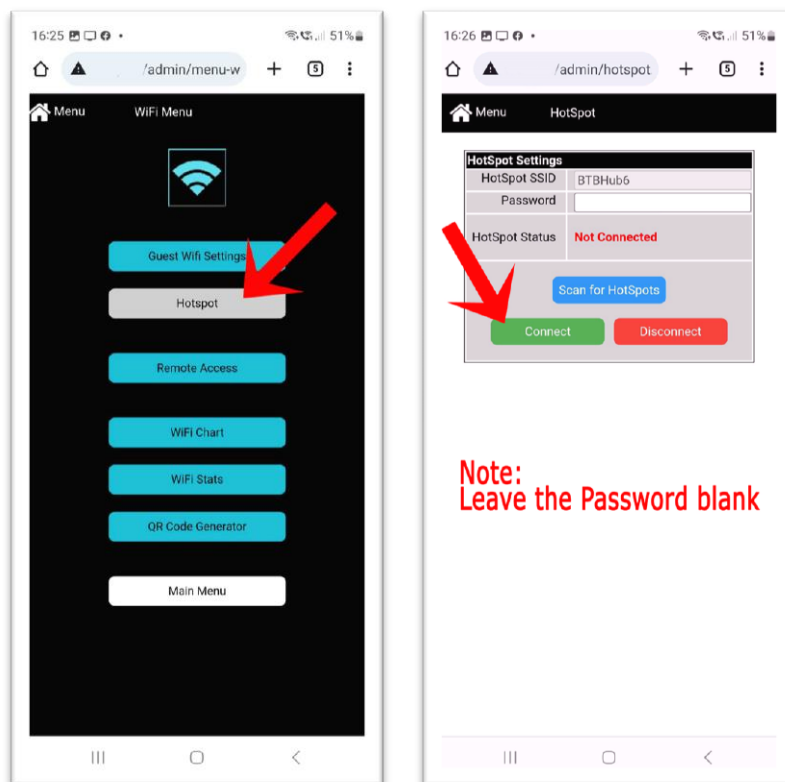 16:25 51%
/admin/menu-w + 5
Menu WiFi Menu
Guest Wifi Settings
Hotspot
Remote Access
WiFi Chart
WiFi Stats
QR Code Generator
Main Menu
16:26 51%
/admin/hotspot + 5
Menu HotSpot
HotSpot Settings
HotSpot SSID BTBHub6
Password
HotSpot Status Not Connected
Scan for HotSpots
Connect Disconnect
Note:
Leave the Password blank